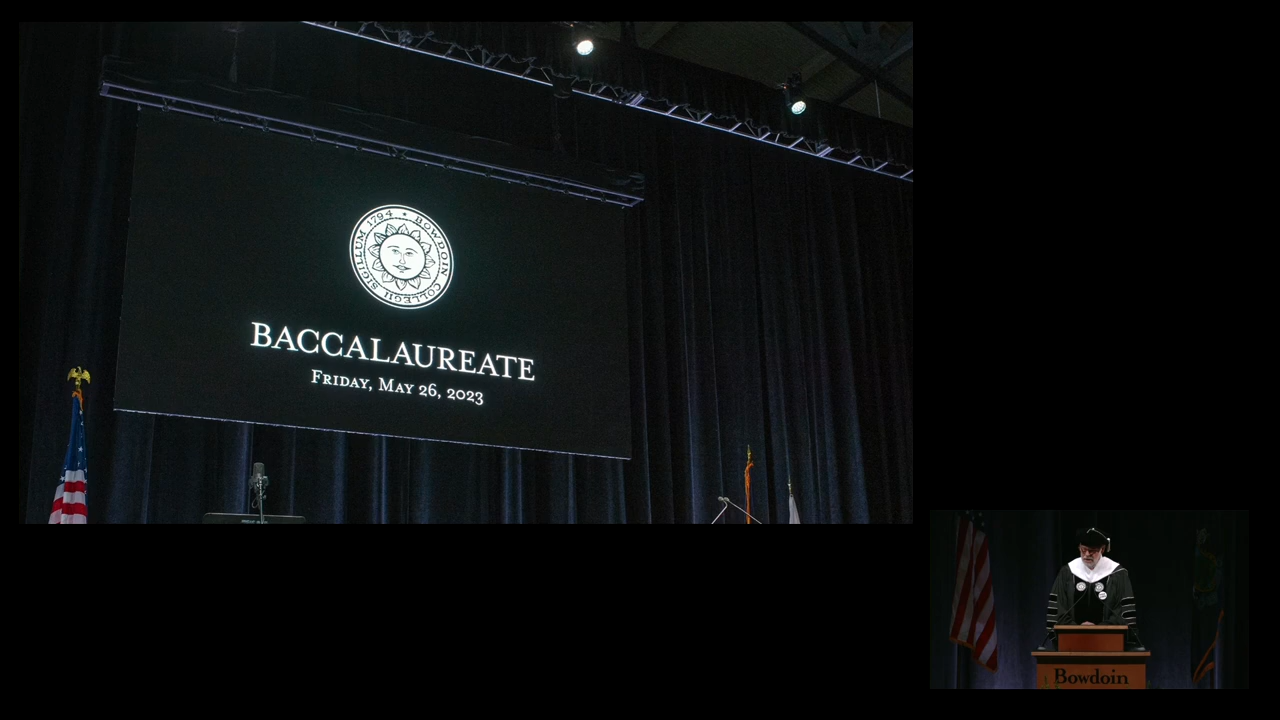 SIGILLUM 1794 • BOWDOIN COLLEGII
BACCALAUREATE
FRIDAY, MAY 26, 2023
Bowdoin